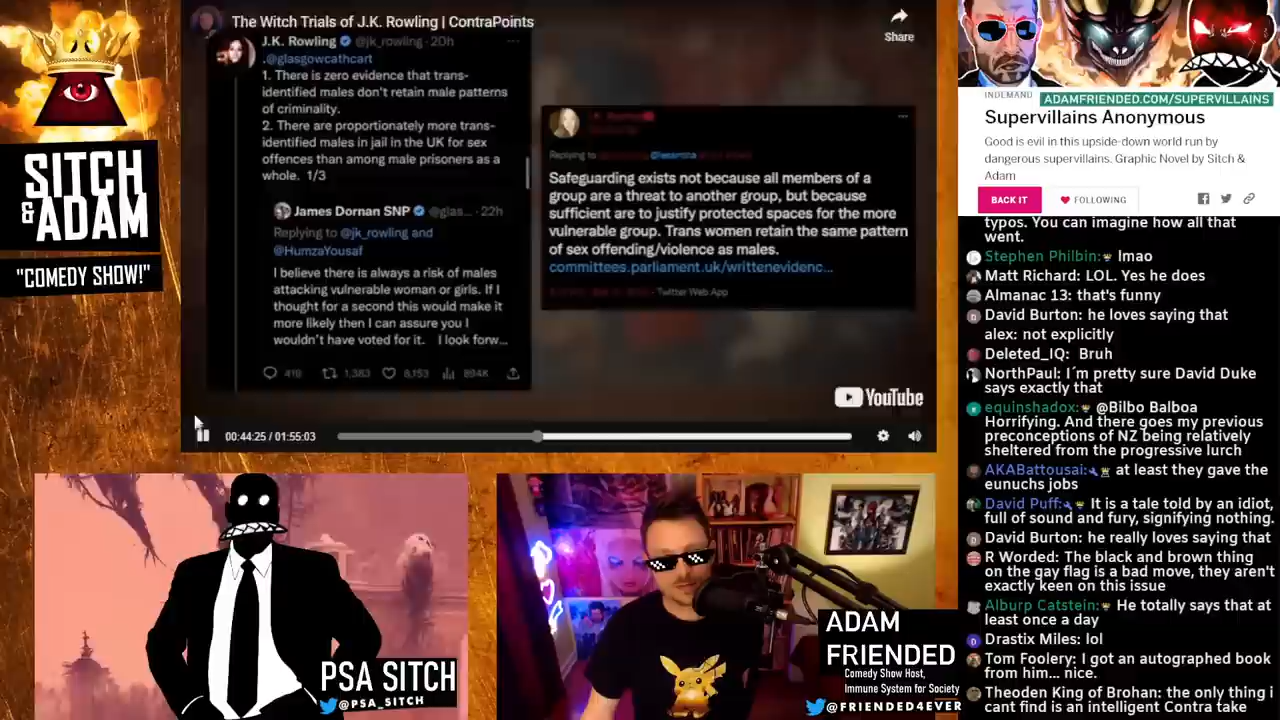 The Witch Trials of J.K. Rowling | ContraPoints
Share
J.K. Rowling @jk_rowling · 20h
.@glasgowcathcart
1. There is zero evidence that trans-
identified males don't retain male patterns
of criminality.
2. There are proportionately more trans-
identified males in jail in the UK for sex
offences than among male prisoners as a
whole. 1/3
James Dornan SNP @glas... · 22h
Replying to @jk_rowling and
@HumzaYousaf
I believe there is always a risk of males
attacking vulnerable woman or girls. If I
thought for a second this would make it
more likely then I can assure you I
wouldn't have voted for it. I look forw...
419
1,383
8,153
894K
Replying to
Safeguarding exists not because all members of a
group are a threat to another group, but because
sufficient are to justify protected spaces for the more
vulnerable group. Trans women retain the same pattern
of sex offending/violence as males.
committees.parliament.uk/writtenevidenc...
· Twitter Web App
YouTube
00:44:25 / 01:55:03
SITCH
& ADAM
"COMEDY SHOW!"
PSA SITCH
@PSA_SITCH
ADAM
FRIENDED
Comedy Show Host,
Immune System for Society
@FRIENDED4EVER
INDEMAND
ADAMFRIENDED.COM/SUPERVILLAINS
Supervillains Anonymous
Good is evil in this upside-down world run by
dangerous supervillains. Graphic Novel by Sitch &
Adam
BACK IT
FOLLOWING
typos. You can imagine how all that
went.
Stephen Philbin: lmao
Matt Richard: LOL. Yes he does
Almanac 13: that's funny
David Burton: he loves saying that
alex: not explicitly
Deleted_IQ: Bruh
NorthPaul: I´m pretty sure David Duke
says exactly that
equinshadox: @Bilbo Balboa
Horrifying. And there goes my previous
preconceptions of NZ being relatively
sheltered from the progressive lurch
AKABattousai: at least they gave the
eunuchs jobs
David Puff: It is a tale told by an idiot,
full of sound and fury, signifying nothing.
David Burton: he really loves saying that
R Worded: The black and brown thing
on the gay flag is a bad move, they aren't
exactly keen on this issue
Alburp Catstein: He totally says that at
least once a day
Drastix Miles: lol
Tom Foolery: I got an autographed book
from him... nice.
Theoden King of Brohan: the only thing i
cant find is an intelligent Contra take